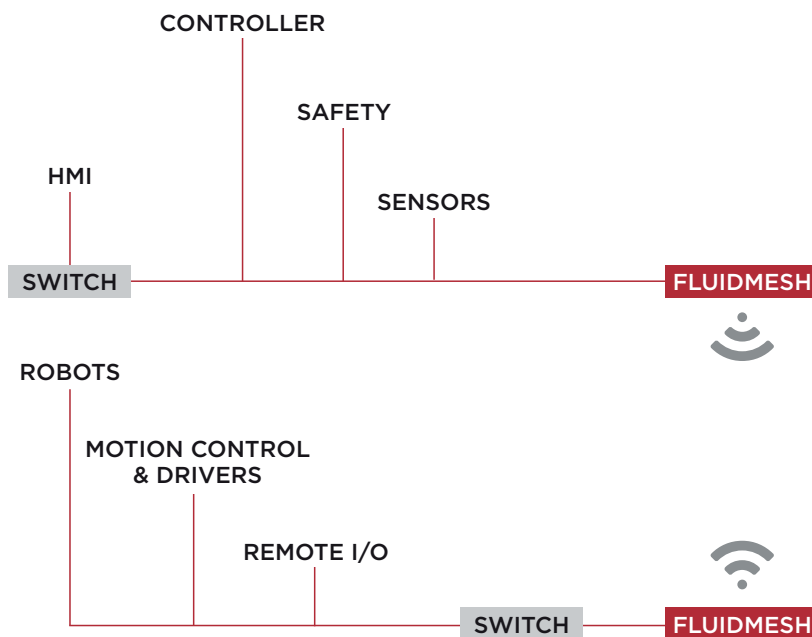 CONTROLLER
SAFETY
HMI
SENSORS
SWITCH
FLUIDMESH
ROBOTS
MOTION CONTROL
& DRIVERS
REMOTE I/O
SWITCH
FLUIDMESH